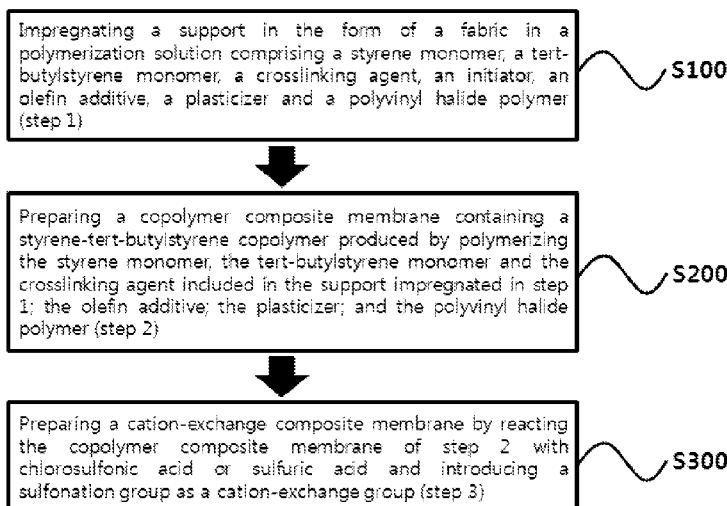 Impregnating a support in the form of a fabric in a
polymerization solution comprising a styrene monomer, a tert-
butylstyrene monomer, a crosslinking agent, an initiator, an
olefin additive, a plasticizer and a polyvinyl halide polymer
(step 1)
S100
Preparing a copolymer composite membrane containing a
styrene-tert-butylstyrene copolymer produced by polymerizing
the styrene monomer, the tert-butylstyrene monomer and the
crosslinking agent included in the support impregnated in step
1; the olefin additive; the plasticizer; and the polyvinyl halide
polymer (step 2)
S200
Preparing a cation-exchange composite membrane by reacting
the copolymer composite membrane of step 2 with
chlorosulfonic acid or sulfuric acid and introducing a
sulfonation group as a cation-exchange group (step 3)
S300